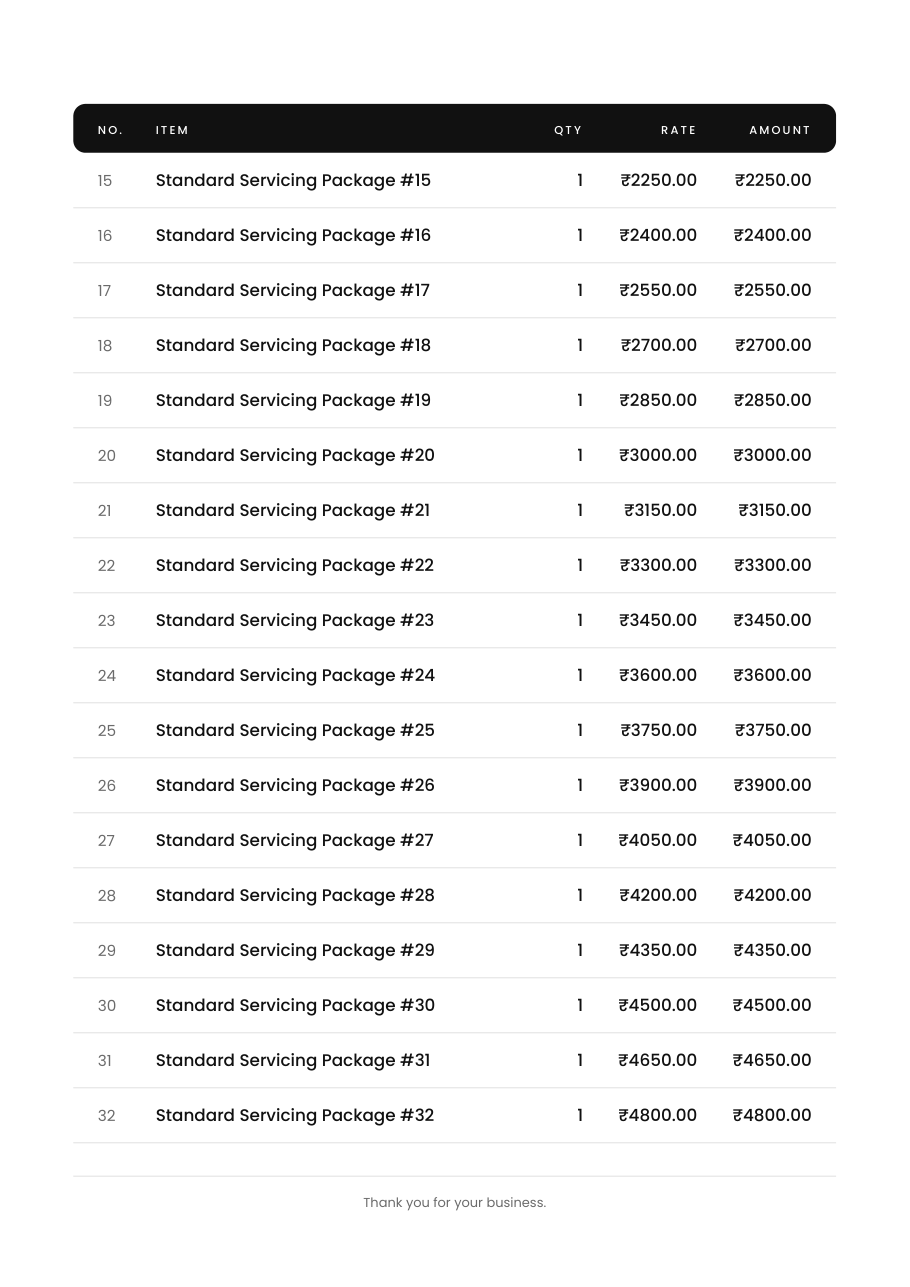 NO. ITEM QTY RATE AMOUNT
15 Standard Servicing Package #15 1 ₹2250.00 ₹2250.00
16 Standard Servicing Package #16 1 ₹2400.00 ₹2400.00
17 Standard Servicing Package #17 1 ₹2550.00 ₹2550.00
18 Standard Servicing Package #18 1 ₹2700.00 ₹2700.00
19 Standard Servicing Package #19 1 ₹2850.00 ₹2850.00
20 Standard Servicing Package #20 1 ₹3000.00 ₹3000.00
21 Standard Servicing Package #21 1 ₹3150.00 ₹3150.00
22 Standard Servicing Package #22 1 ₹3300.00 ₹3300.00
23 Standard Servicing Package #23 1 ₹3450.00 ₹3450.00
24 Standard Servicing Package #24 1 ₹3600.00 ₹3600.00
25 Standard Servicing Package #25 1 ₹3750.00 ₹3750.00
26 Standard Servicing Package #26 1 ₹3900.00 ₹3900.00
27 Standard Servicing Package #27 1 ₹4050.00 ₹4050.00
28 Standard Servicing Package #28 1 ₹4200.00 ₹4200.00
29 Standard Servicing Package #29 1 ₹4350.00 ₹4350.00
30 Standard Servicing Package #30 1 ₹4500.00 ₹4500.00
31 Standard Servicing Package #31 1 ₹4650.00 ₹4650.00
32 Standard Servicing Package #32 1 ₹4800.00 ₹4800.00
Thank you for your business.